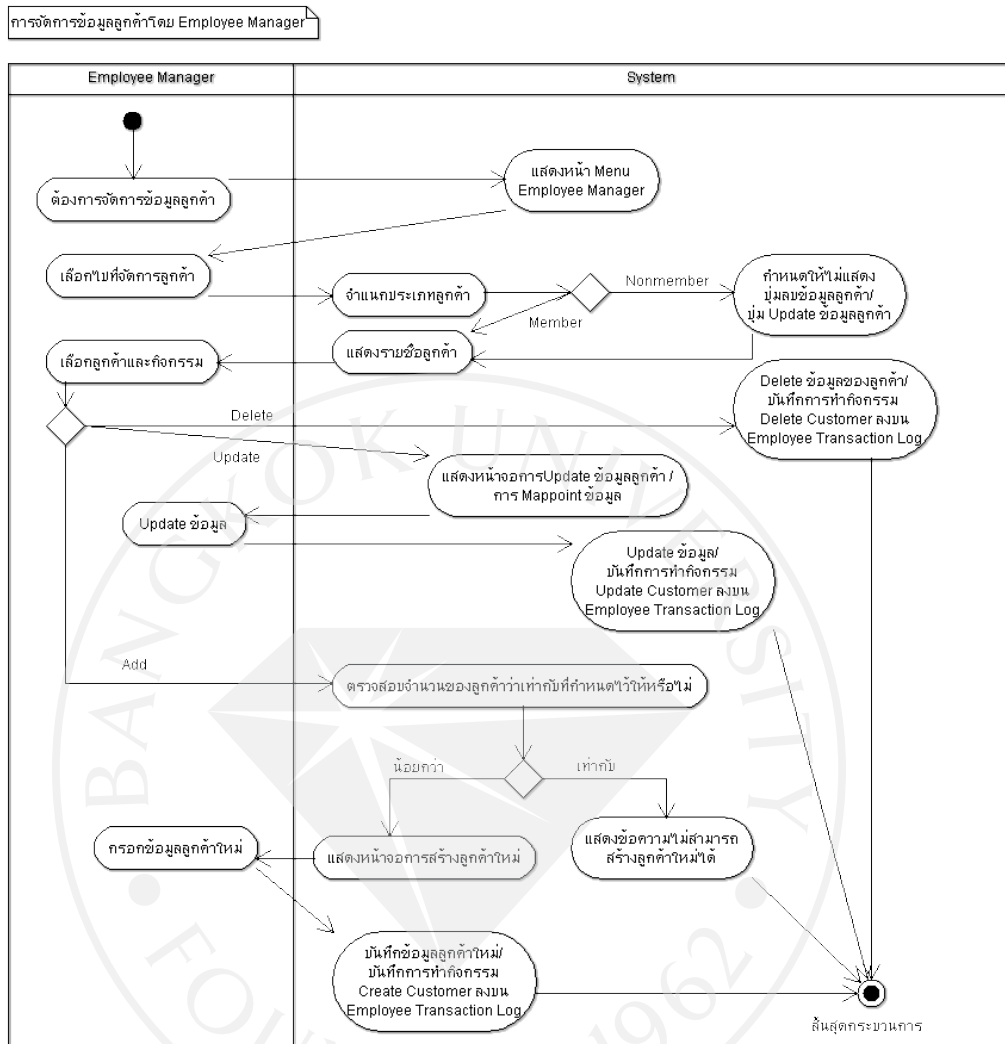 การจัดการข้อมูลลูกค้าโดย Employee Manager
Employee Manager
System
ต้องการจัดการข้อมูลลูกค้า
แสดงหน้า Menu
Employee Manager
เลือกไปที่จัดการลูกค้า
จำแนกประเภทลูกค้า
Nonmember
กำหนดให้ไม่แสดง
ปุ่มลบข้อมูลลูกค้า/
ปุ่ม Update ข้อมูลลูกค้า
Member
แสดงรายชื่อลูกค้า
เลือกลูกค้าและกิจกรรม
Delete
Delete ข้อมูลของลูกค้า/
บันทึกการทำกิจกรรม
Delete Customer ลงบน
Employee Transaction Log
Update
แสดงหน้าจอการUpdate ข้อมูลลูกค้า /
การ Mappoint ข้อมูล
Update ข้อมูล
Update ข้อมูล/
บันทึกการทำกิจกรรม
Update Customer ลงบน
Employee Transaction Log
Add
ตรวจสอบจำนวนของลูกค้าว่าเท่ากับที่กำหนดไว้ให้หรือไม่
น้อยกว่า
เท่ากับ
กรอกข้อมูลลูกค้าใหม่
แสดงหน้าจอการสร้างลูกค้าใหม่
แสดงข้อความไม่สามารถ
สร้างลูกค้าใหม่ได้
บันทึกข้อมูลลูกค้าใหม่/
บันทึกการทำกิจกรรม
Create Customer ลงบน
Employee Transaction Log
สิ้นสุดกระบวนการ
BANGKOK UNIVERSITY
1962